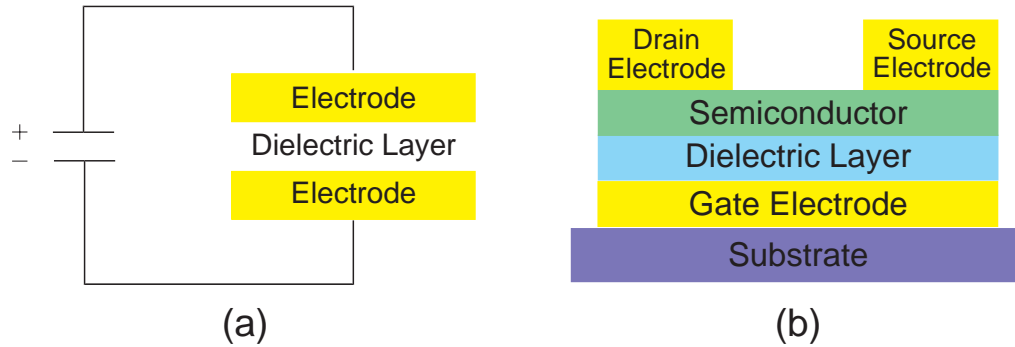 +
–
Electrode
Dielectric Layer
Electrode
(a)
Drain
Electrode
Source
Electrode
Semiconductor
Dielectric Layer
Gate Electrode
Substrate
(b)